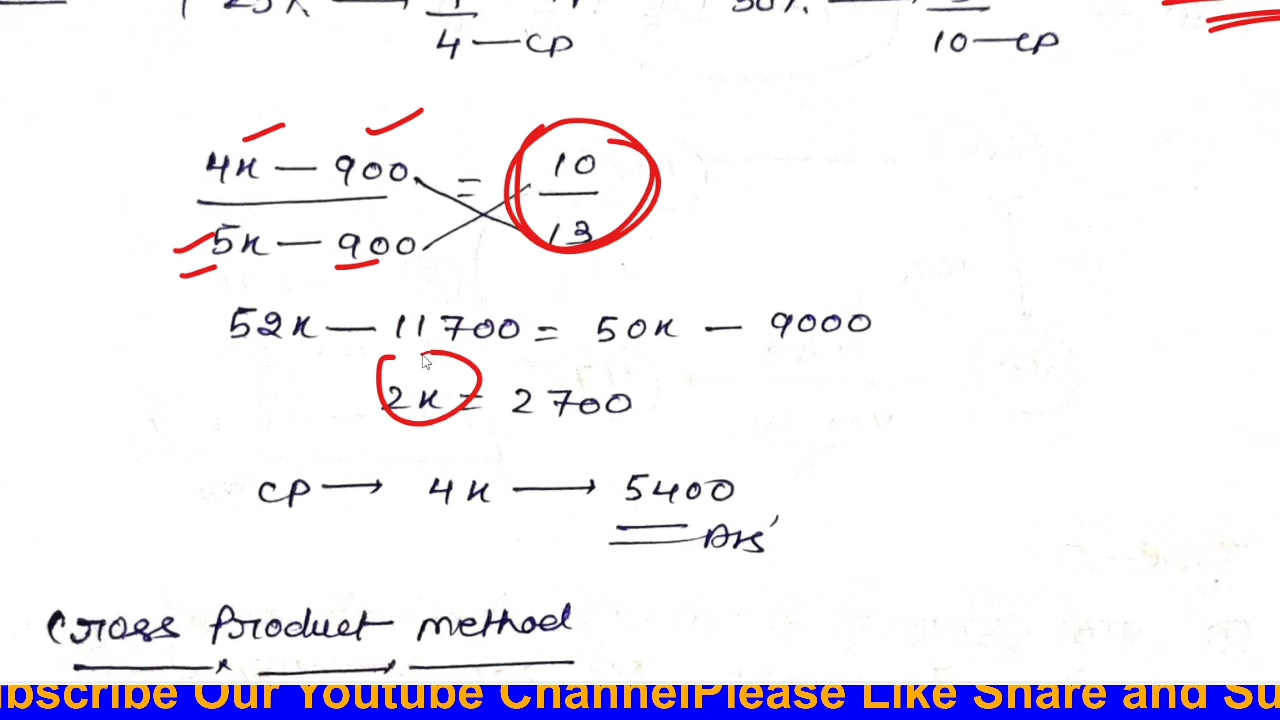 4 — CP 10 — CP
4x — 900 = 10
5x — 900 13
52x — 11700 = 50x — 9000
2x = 2700
CP → 4x → 5400
Ans'
Cross Product method
ubscribe Our Youtube ChannelPlease Like Share and Su